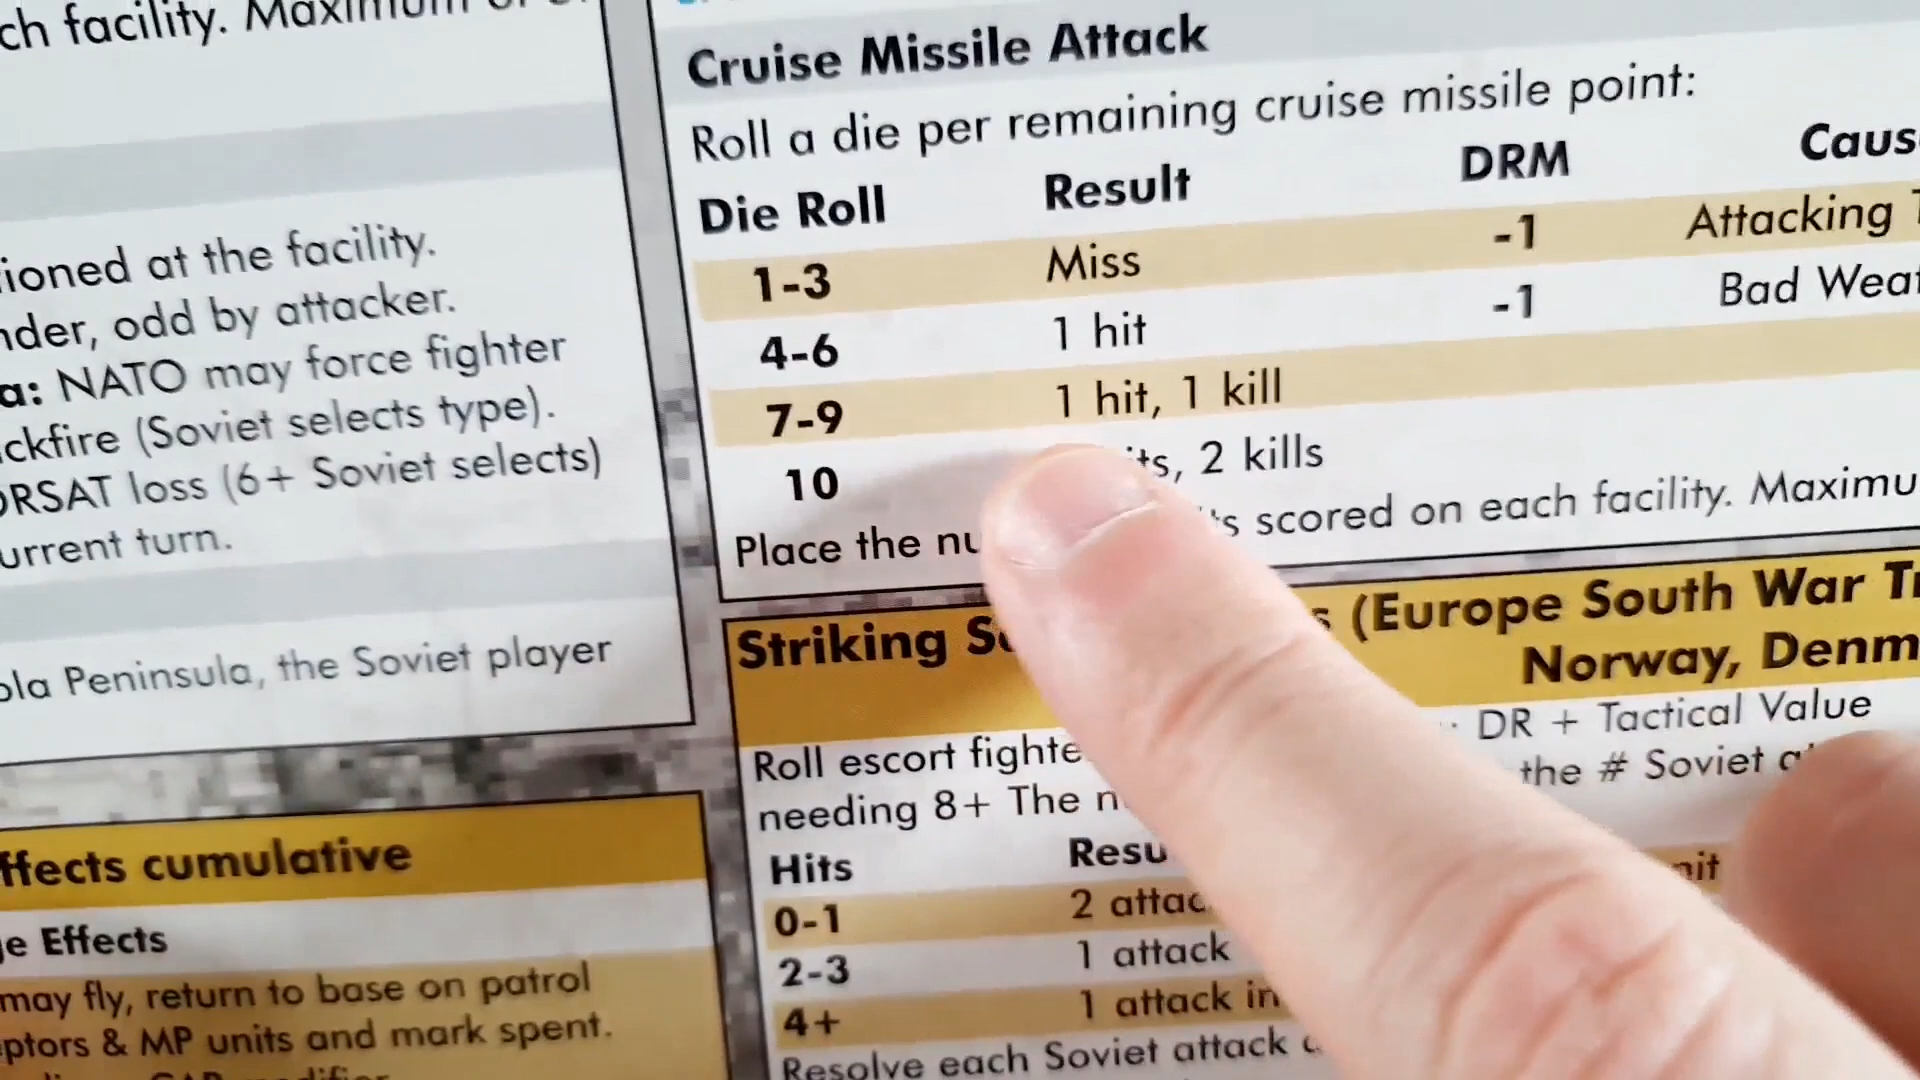 ch facility. Maximum
ioned at the facility.
nder, odd by attacker.
a: NATO may force fighter
ckfire (Soviet selects type).
ORSAT loss (6+ Soviet selects)
urrent turn.
ola Peninsula, the Soviet player
ffects cumulative
e Effects
may fly, return to base on patrol
ptors & MP units and mark spent.
Cruise Missile Attack
Roll a die per remaining cruise missile point:
Die Roll Result DRM Caus
1-3 Miss -1 Attacking
4-6 1 hit -1 Bad Weat
7-9 1 hit, 1 kill
10 its, 2 kills
Place the nu ts scored on each facility. Maximu
Striking S s (Europe South War Tr
Norway, Denm
Roll escort fighte : DR + Tactical Value
needing 8+ The n the # Soviet
Hits Resu
0-1 2 attac nit
2-3 1 attack
4+ 1 attack in
Resolve each Soviet attack